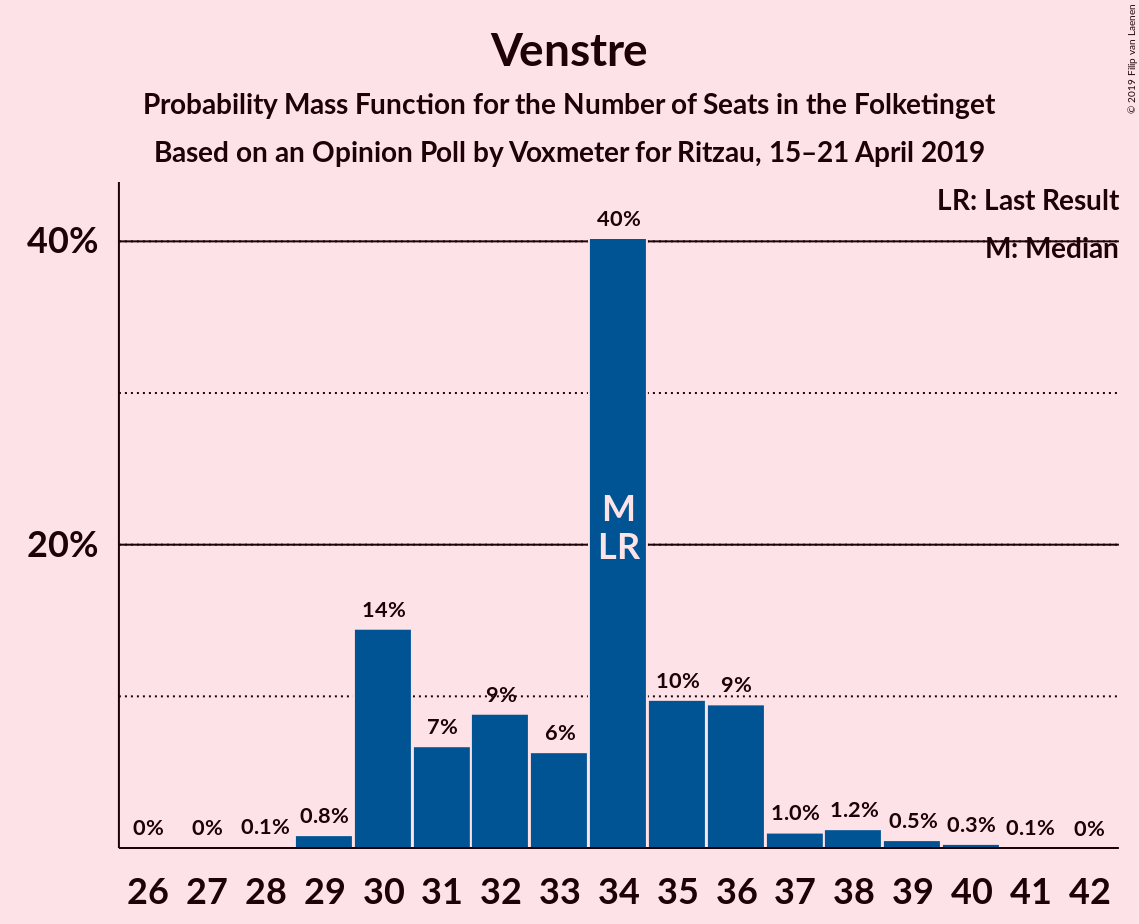 Venstre
Probability Mass Function for the Number of Seats in the Folketinget
Based on an Opinion Poll by Voxmeter for Ritzau, 15–21 April 2019
© 2019 Filip van Laenen
LR: Last Result
M: Median
40%
20%
0% 0% 0.1% 0.8% 14% 7% 9% 6% 40% 10% 9% 1.0% 1.2% 0.5% 0.3% 0.1% 0%
M
LR
26 27 28 29 30 31 32 33 34 35 36 37 38 39 40 41 42